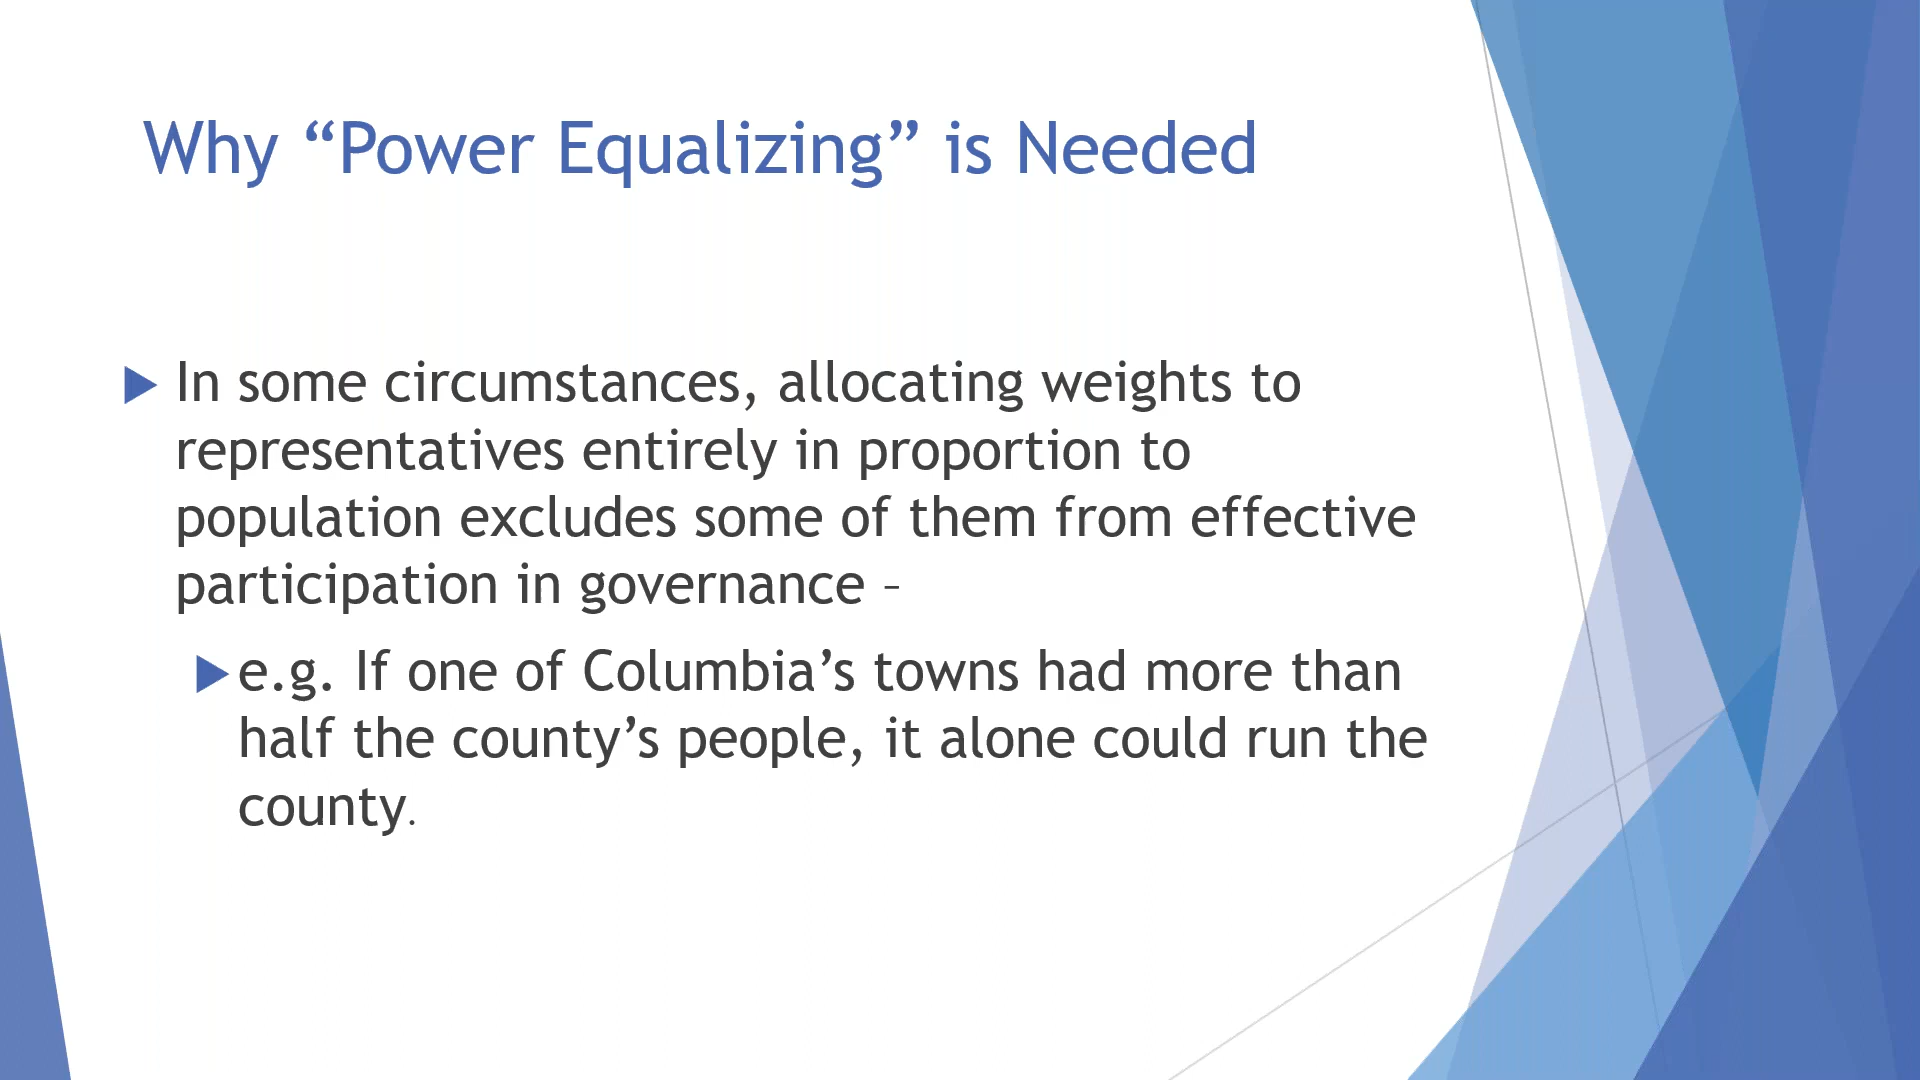 Why “Power Equalizing” is Needed
In some circumstances, allocating weights to
representatives entirely in proportion to
population excludes some of them from effective
participation in governance –
e.g. If one of Columbia’s towns had more than
half the county’s people, it alone could run the
county.